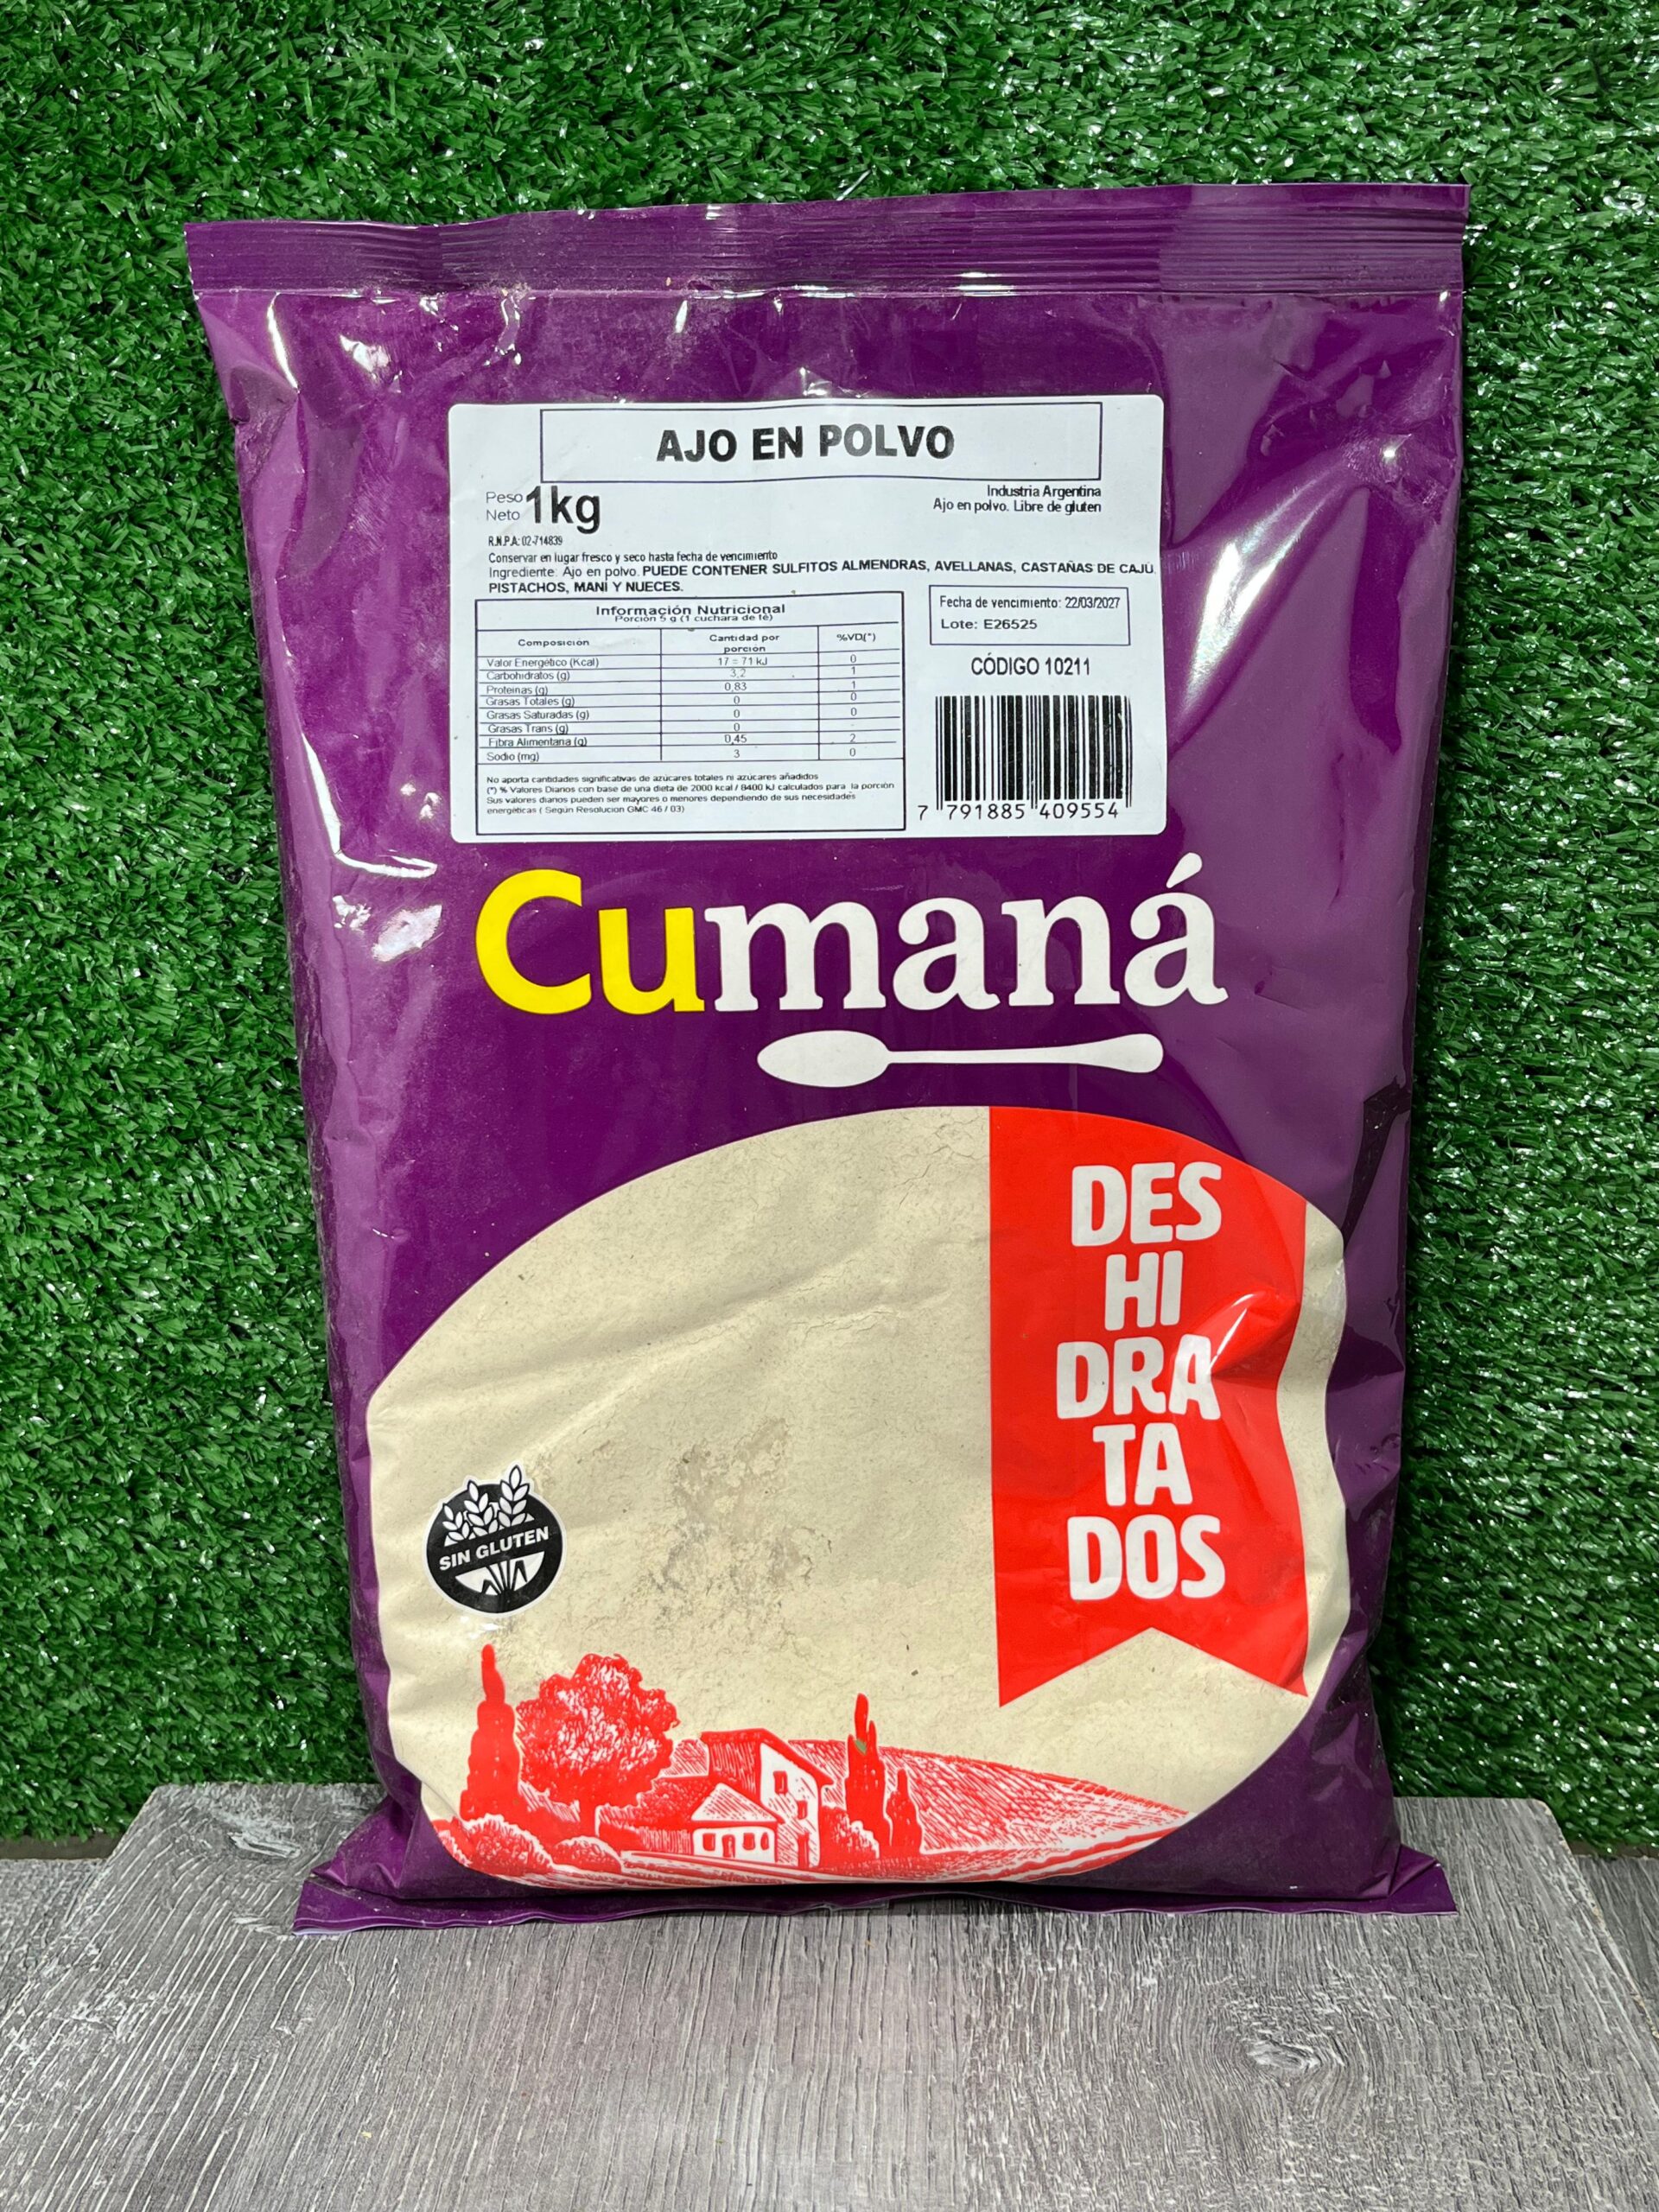 AJO EN POLVO
Peso Neto 1kg
Industria Argentina
Ajo en polvo. Libre de gluten
R.N.P.A: 02-714839
Conservar en lugar fresco y seco hasta fecha de vencimiento
Ingrediente: Ajo en polvo. PUEDE CONTENER SULFITOS ALMENDRAS, AVELLANAS, CASTAÑAS DE CAJÚ.
PISTACHOS, MANÍ Y NUECES.
Información Nutricional
Porción 5 g (1 cuchara de té)
Composición Cantidad por porción %VD(*)
Valor Energético (Kcal) 17 = 71 kJ 0
Carbohidratos (g) 3,2 1
Proteínas (g) 0,83 1
Grasas Totales (g) 0 0
Grasas Saturadas (g) 0 0
Grasas Trans (g) 0 -
Fibra Alimentaria (g) 0,45 2
Sodio (mg) 3 0
No aporta cantidades significativas de azúcares totales ni azúcares añadidos
(*) % Valores Diarios con base de una dieta de 2000 kcal / 8400 kJ calculados para la porción
Sus valores diarios pueden ser mayores o menores dependiendo de sus necesidades
energéticas ( Según Resolucion GMC 46 / 03)
Fecha de vencimiento: 22/03/2027
Lote: E26525
CÓDIGO 10211
7 791885 409554
Cumaná
DES
HI
DRA
TA
DOS
SIN GLUTEN